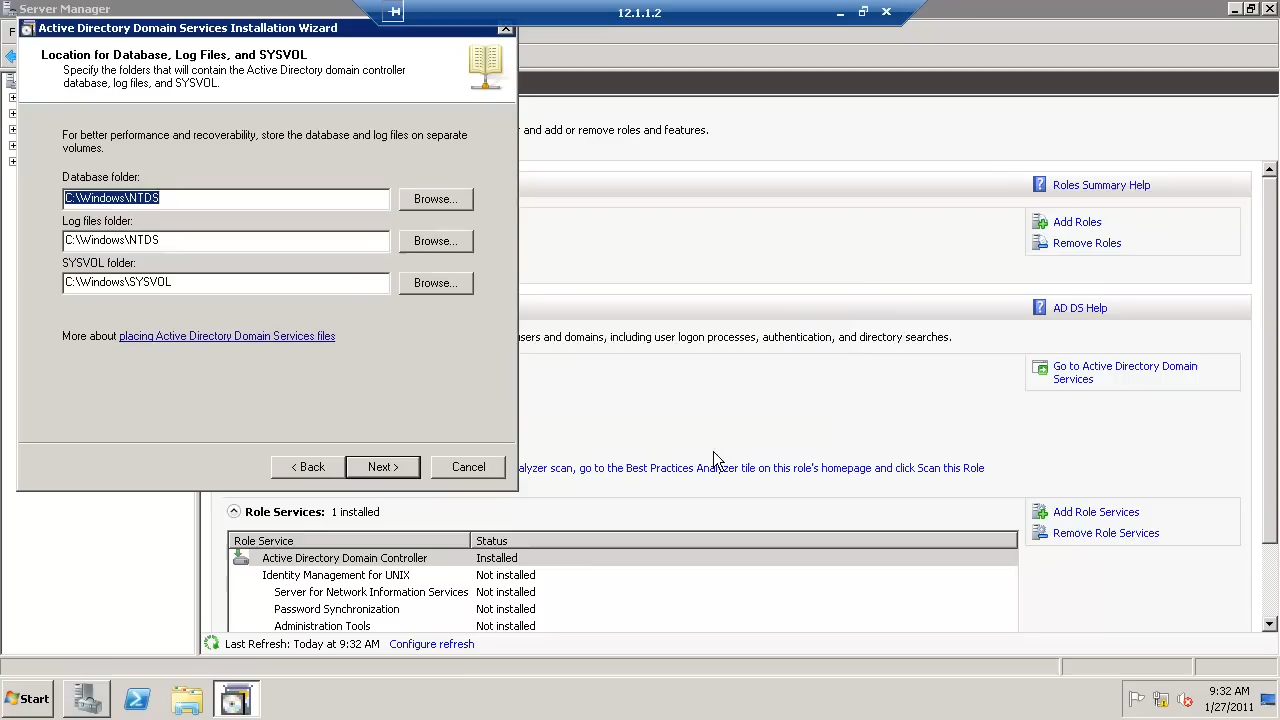 Server Manager
12.1.1.2
Active Directory Domain Services Installation Wizard
F
Location for Database, Log Files, and SYSVOL
Specify the folders that will contain the Active Directory domain controller
database, log files, and SYSVOL.
For better performance and recoverability, store the database and log files on separate
volumes.
Database folder:
C:\Windows\NTDS
Browse...
Log files folder:
C:\Windows\NTDS
Browse...
SYSVOL folder:
C:\Windows\SYSVOL
Browse...
More about placing Active Directory Domain Services files
< Back
Next >
Cancel
and add or remove roles and features.
Roles Summary Help
Add Roles
Remove Roles
AD DS Help
users and domains, including user logon processes, authentication, and directory searches.
Go to Active Directory Domain
Services
alyzer scan, go to the Best Practices Analyzer tile on this role's homepage and click Scan this Role
Role Services: 1 installed
Add Role Services
Remove Role Services
Role Service Status
Active Directory Domain Controller Installed
Identity Management for UNIX Not installed
Server for Network Information Services Not installed
Password Synchronization Not installed
Administration Tools Not installed
Last Refresh: Today at 9:32 AM Configure refresh
Start
9:32 AM
1/27/2011